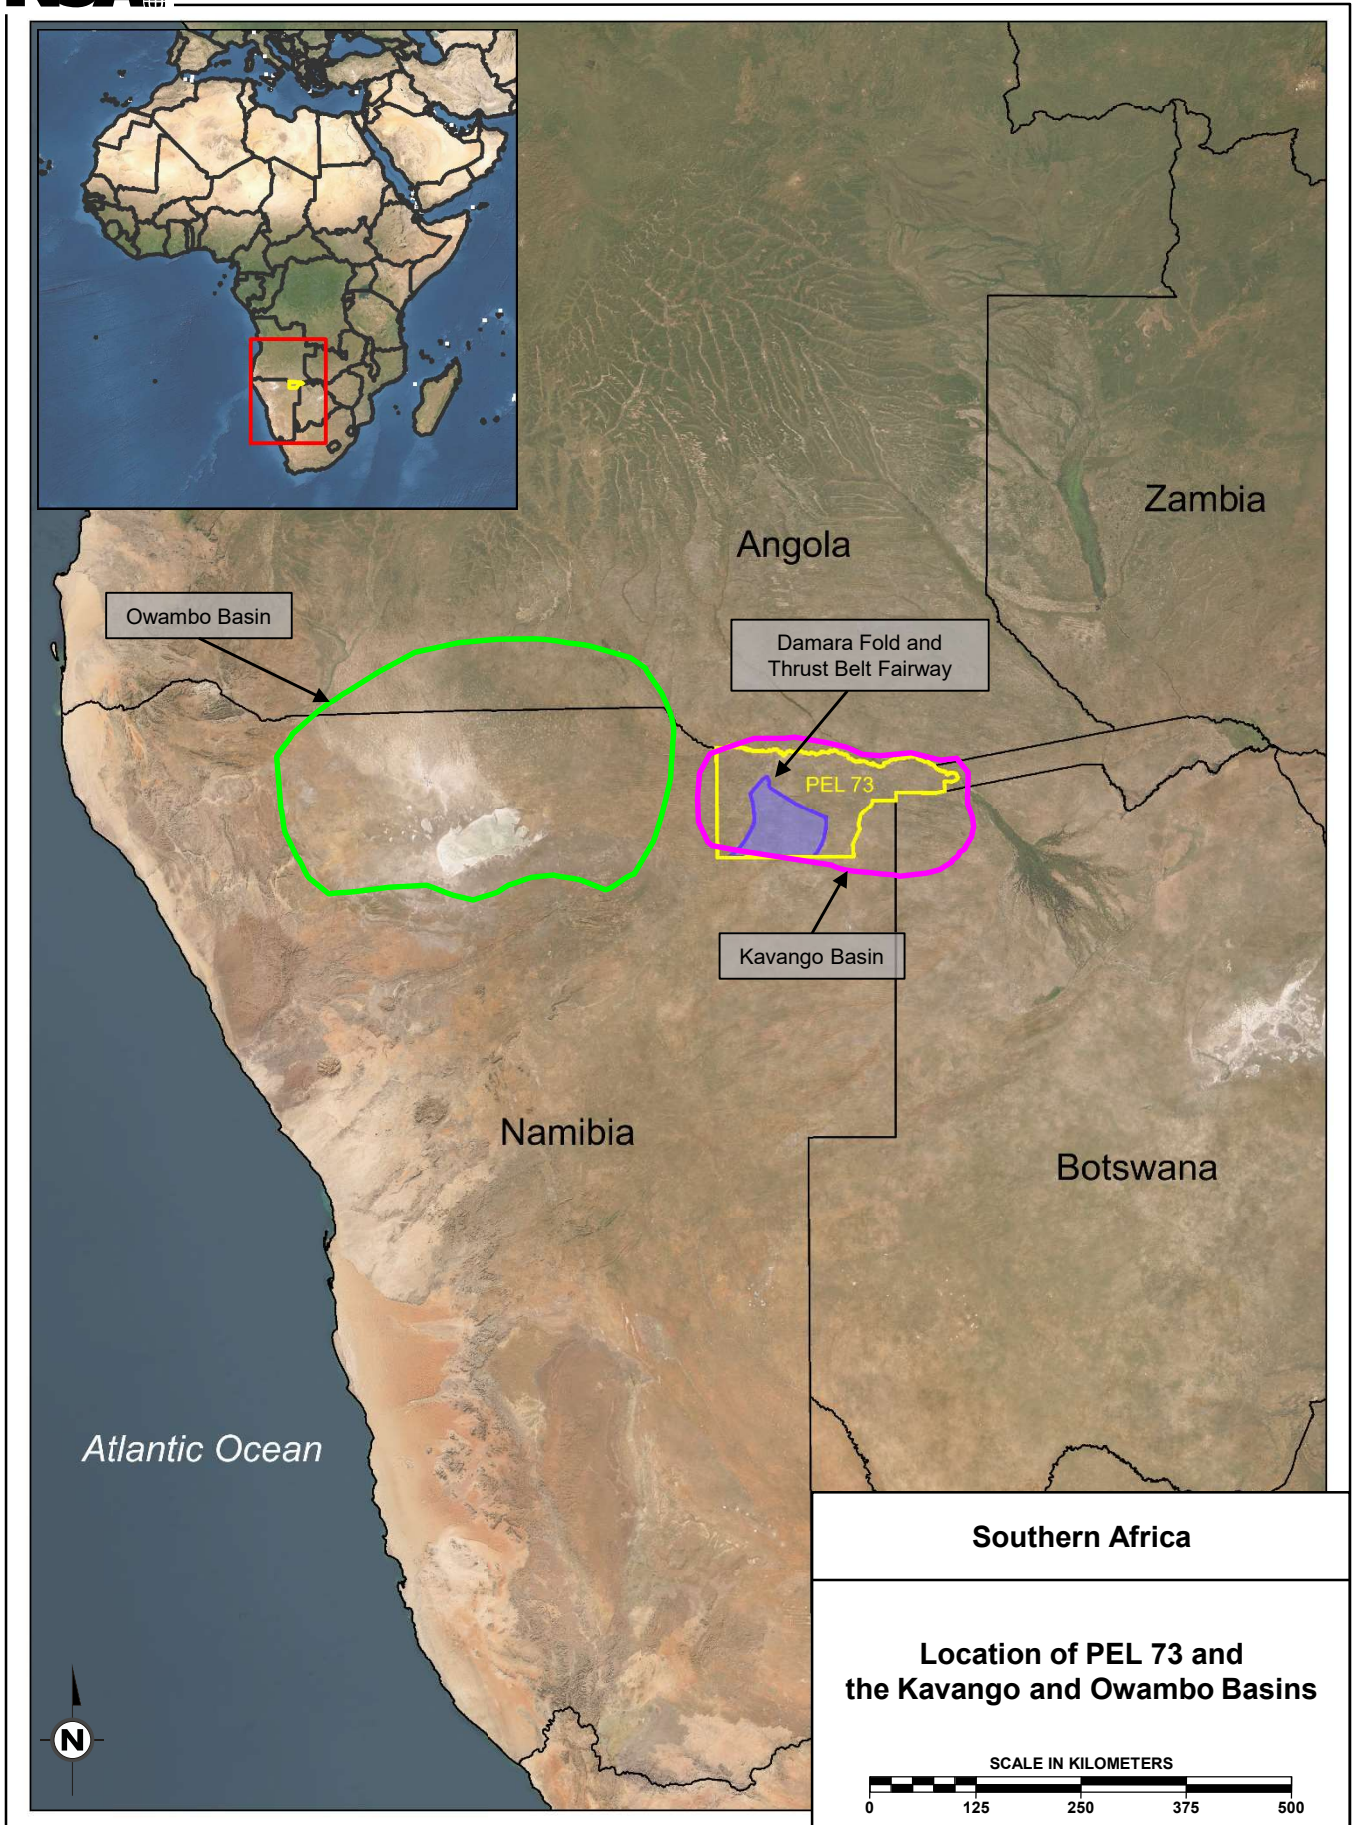 Zambia
Angola
Owambo Basin
Damara Fold and
Thrust Belt Fairway
PEL 73
Kavango Basin
Namibia
Botswana
Atlantic Ocean
Southern Africa
Location of PEL 73 and
the Kavango and Owambo Basins
N
SCALE IN KILOMETERS
0 125 250 375 500